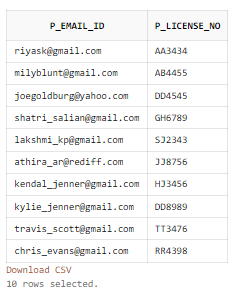 P_EMAIL_ID P_LICENSE_NO
riyask@gmail.com AA3434
milyblunt@gmail.com AB4455
joegoldburg@yahoo.com DD4545
shatri_salian@gmail.com GH6789
lakshmi_kp@gmail.com SJ2343
athira_ar@rediff.com JJ8756
kendal_jenner@gmail.com HJ3456
kylie_jenner@gmail.com DD8989
travis_scott@gmail.com TT3476
chris_evans@gmail.com RR4398
Download CSV
10 rows selected.